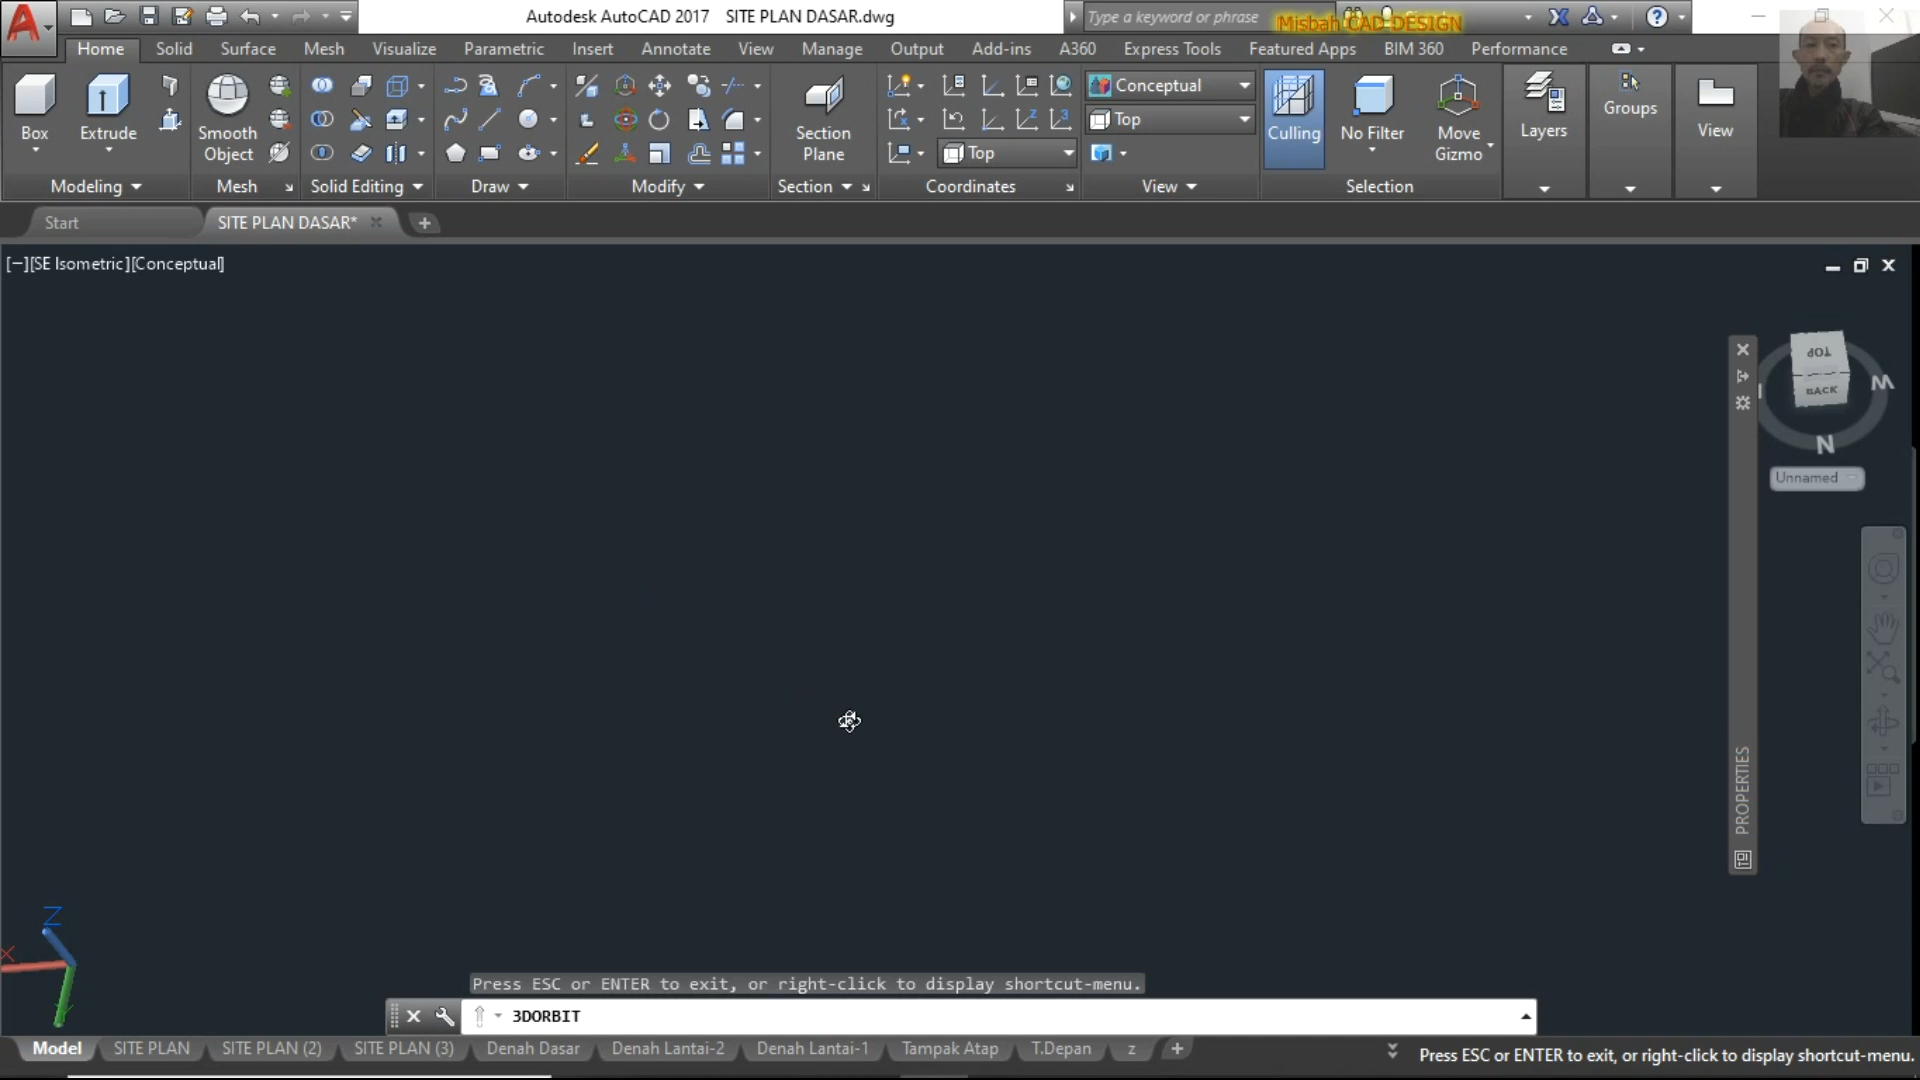 Autodesk AutoCAD 2017 SITE PLAN DASAR.dwg
Type a keyword or phrase
Misbah CAD DESIGN
Home Solid Surface Mesh Visualize Parametric Insert Annotate View Manage Output Add-ins A360 Express Tools Featured Apps BIM 360 Performance
Box
Extrude
Smooth
Object
Section
Plane
Conceptual
Top
Top
Culling
No Filter
Move
Gizmo
Layers
Groups
View
Modeling Mesh Solid Editing Draw Modify Section Coordinates View Selection
Start SITE PLAN DASAR*
[−][SE Isometric][Conceptual]
TOP
BACK
W
N
Unnamed
PROPERTIES
Z
X
Press ESC or ENTER to exit, or right-click to display shortcut-menu.
3DORBIT
Model SITE PLAN SITE PLAN (2) SITE PLAN (3) Denah Dasar Denah Lantai-2 Denah Lantai-1 Tampak Atap T.Depan z
Press ESC or ENTER to exit, or right-click to display shortcut-menu.